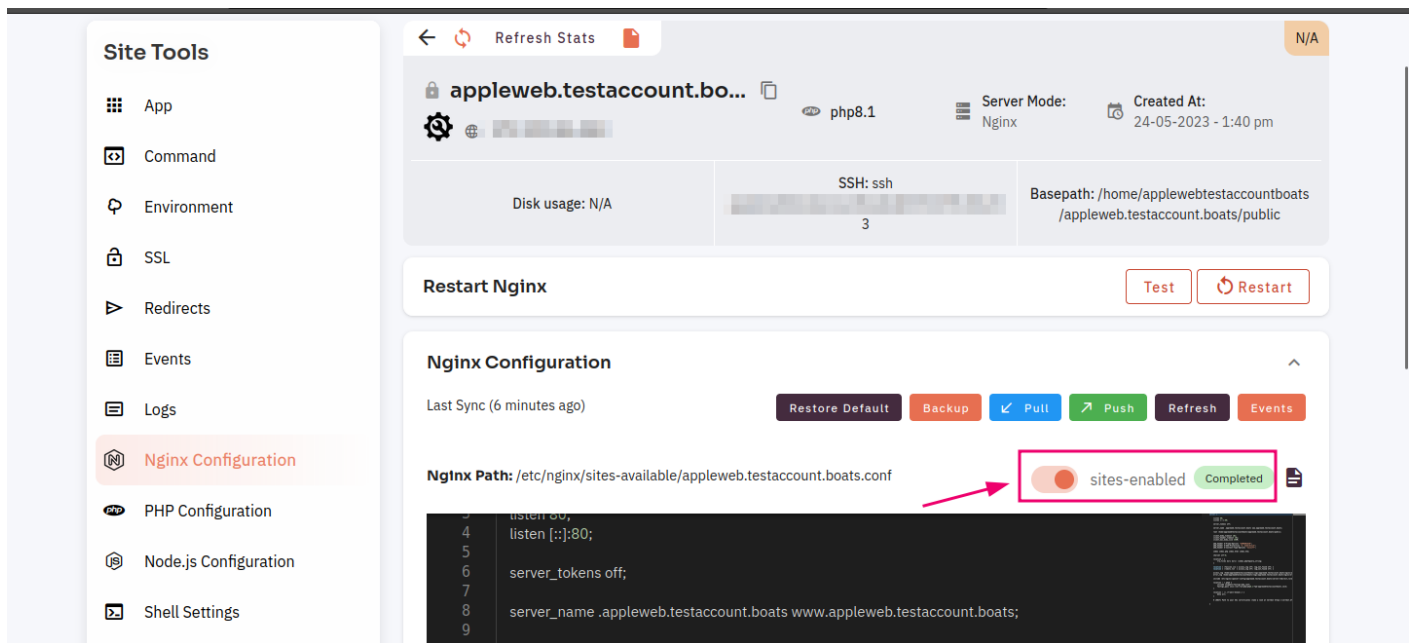 Site Tools
App
Command
Environment
SSL
Redirects
Events
Logs
Nginx Configuration
PHP Configuration
Node.js Configuration
Shell Settings
Refresh Stats
N/A
appleweb.testaccount.bo...
php8.1
Server Mode:
Nginx
Created At:
24-05-2023 - 1:40 pm
Disk usage: N/A
SSH: ssh
3
Basepath: /home/applewebtestaccountboats
/appleweb.testaccount.boats/public
Restart Nginx
Test
Restart
Nginx Configuration
Last Sync (6 minutes ago)
Restore Default
Backup
Pull
Push
Refresh
Events
Nginx Path: /etc/nginx/sites-available/appleweb.testaccount.boats.conf
sites-enabled
Completed
3 listen 80;
4 listen [::]:80;
5
6 server_tokens off;
7
8 server_name .appleweb.testaccount.boats www.appleweb.testaccount.boats;
9